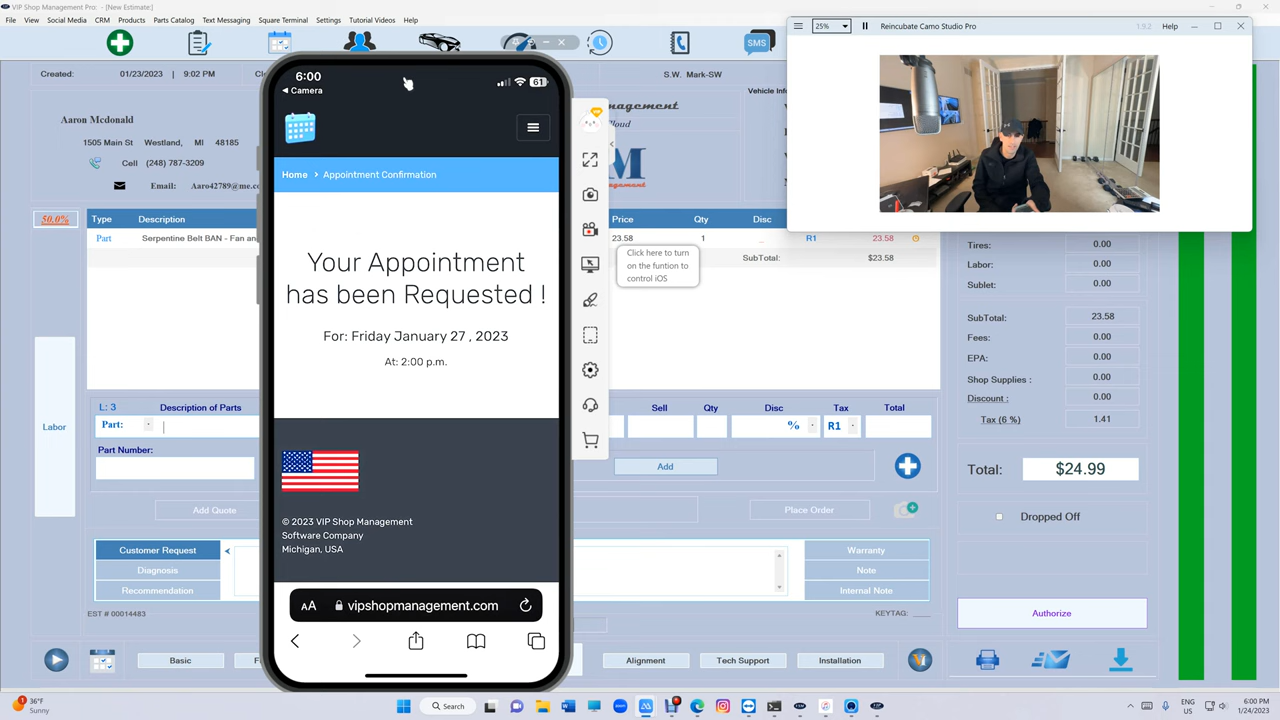 VIP Shop Management Pro: - [New Estimate:]
File View Social Media CRM Products Parts Catalog Text Messaging Square Terminal Settings Tutorial Videos Help
SMS
25%
Reincubate Camo Studio Pro
1.9.2 Help
Created: 01/23/2023 | 9:02 PM
S.W. Mark-SW
Aaron Mcdonald
1505 Main St Westland, MI 48185
Cell (248) 787-3209
Email: Aaro42789@me.co
50.0%
Type Description
Price Qty Disc
Part Serpentine Belt BAN - Fan an
23.58 1 R1 23.58
SubTotal: $23.58
6:00
61
Camera
Home > Appointment Confirmation
Your Appointment
has been Requested !
For: Friday January 27 , 2023
At: 2:00 p.m.
© 2023 VIP Shop Management
Software Company
Michigan, USA
AA vipshopmanagement.com
Click here to turn
on the funtion to
control iOS
Tires: 0.00
Labor: 0.00
Sublet: 0.00
SubTotal: 23.58
Fees: 0.00
EPA: 0.00
Shop Supplies : 0.00
Discount : 0.00
Tax (6 %) 1.41
Total: $24.99
Dropped Off
Authorize
Labor
L: 3 Description of Parts
Sell Qty Disc Tax Total
Part:
% R1
Part Number:
Add
Add Quote
Place Order
Customer Request
Diagnosis
Recommendation
Warranty
Note
Internal Note
EST # 00014483
KEYTAG:
Basic
Alignment
Tech Support
Installation
36°F
Sunny
Search
ENG
US
6:00 PM
1/24/2023